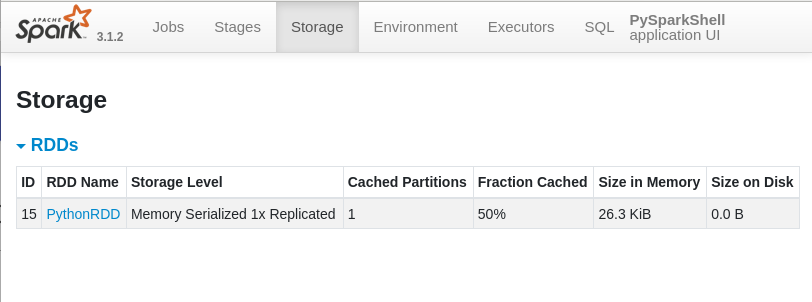 APACHE
Spark 3.1.2 Jobs Stages Storage Environment Executors SQL PySparkShell
application UI
Storage
RDDs
ID RDD Name Storage Level Cached Partitions Fraction Cached Size in Memory Size on Disk
15 PythonRDD Memory Serialized 1x Replicated 1 50% 26.3 KiB 0.0 B